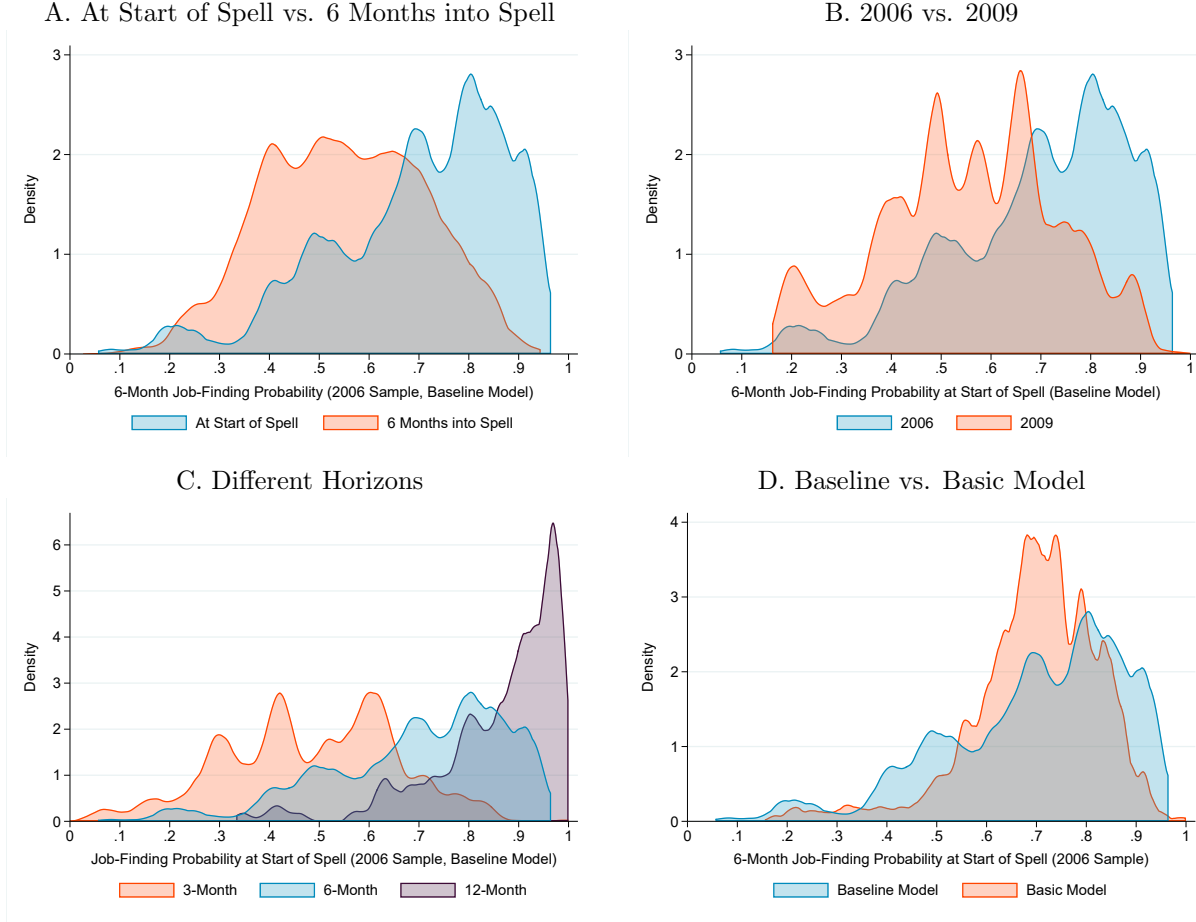 A. At Start of Spell vs. 6 Months into Spell
3
2
1
0
Density
0 .1 .2 .3 .4 .5 .6 .7 .8 .9 1
6-Month Job-Finding Probability (2006 Sample, Baseline Model)
At Start of Spell 6 Months into Spell
B. 2006 vs. 2009
3
2
1
0
Density
0 .1 .2 .3 .4 .5 .6 .7 .8 .9 1
6-Month Job-Finding Probability at Start of Spell (Baseline Model)
2006 2009
C. Different Horizons
6
5
4
3
2
1
0
Density
0 .1 .2 .3 .4 .5 .6 .7 .8 .9 1
Job-Finding Probability at Start of Spell (2006 Sample, Baseline Model)
3-Month 6-Month 12-Month
D. Baseline vs. Basic Model
4
3
2
1
0
Density
0 .1 .2 .3 .4 .5 .6 .7 .8 .9 1
6-Month Job-Finding Probability at Start of Spell (2006 Sample)
Baseline Model Basic Model